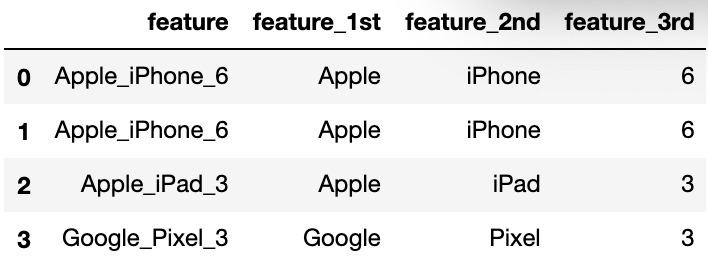 feature feature_1st feature_2nd feature_3rd
0 Apple_iPhone_6 Apple iPhone 6
1 Apple_iPhone_6 Apple iPhone 6
2 Apple_iPad_3 Apple iPad 3
3 Google_Pixel_3 Google Pixel 3